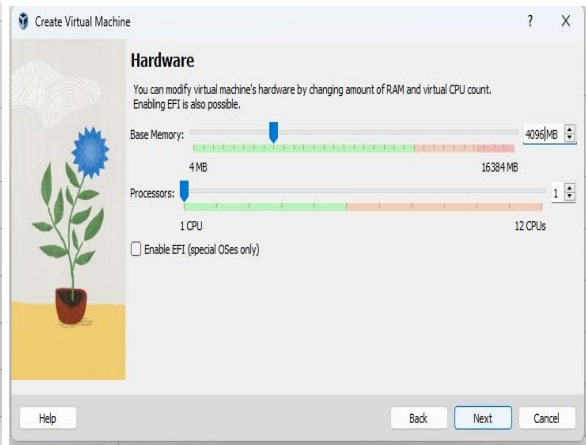 Create Virtual Machine ? X
Hardware
You can modify virtual machine's hardware by changing amount of RAM and virtual CPU count.
Enabling EFI is also possible.
Base Memory: 4096 MB
4 MB 16384 MB
Processors: 1
1 CPU 12 CPUs
Enable EFI (special OSes only)
Help Back Next Cancel